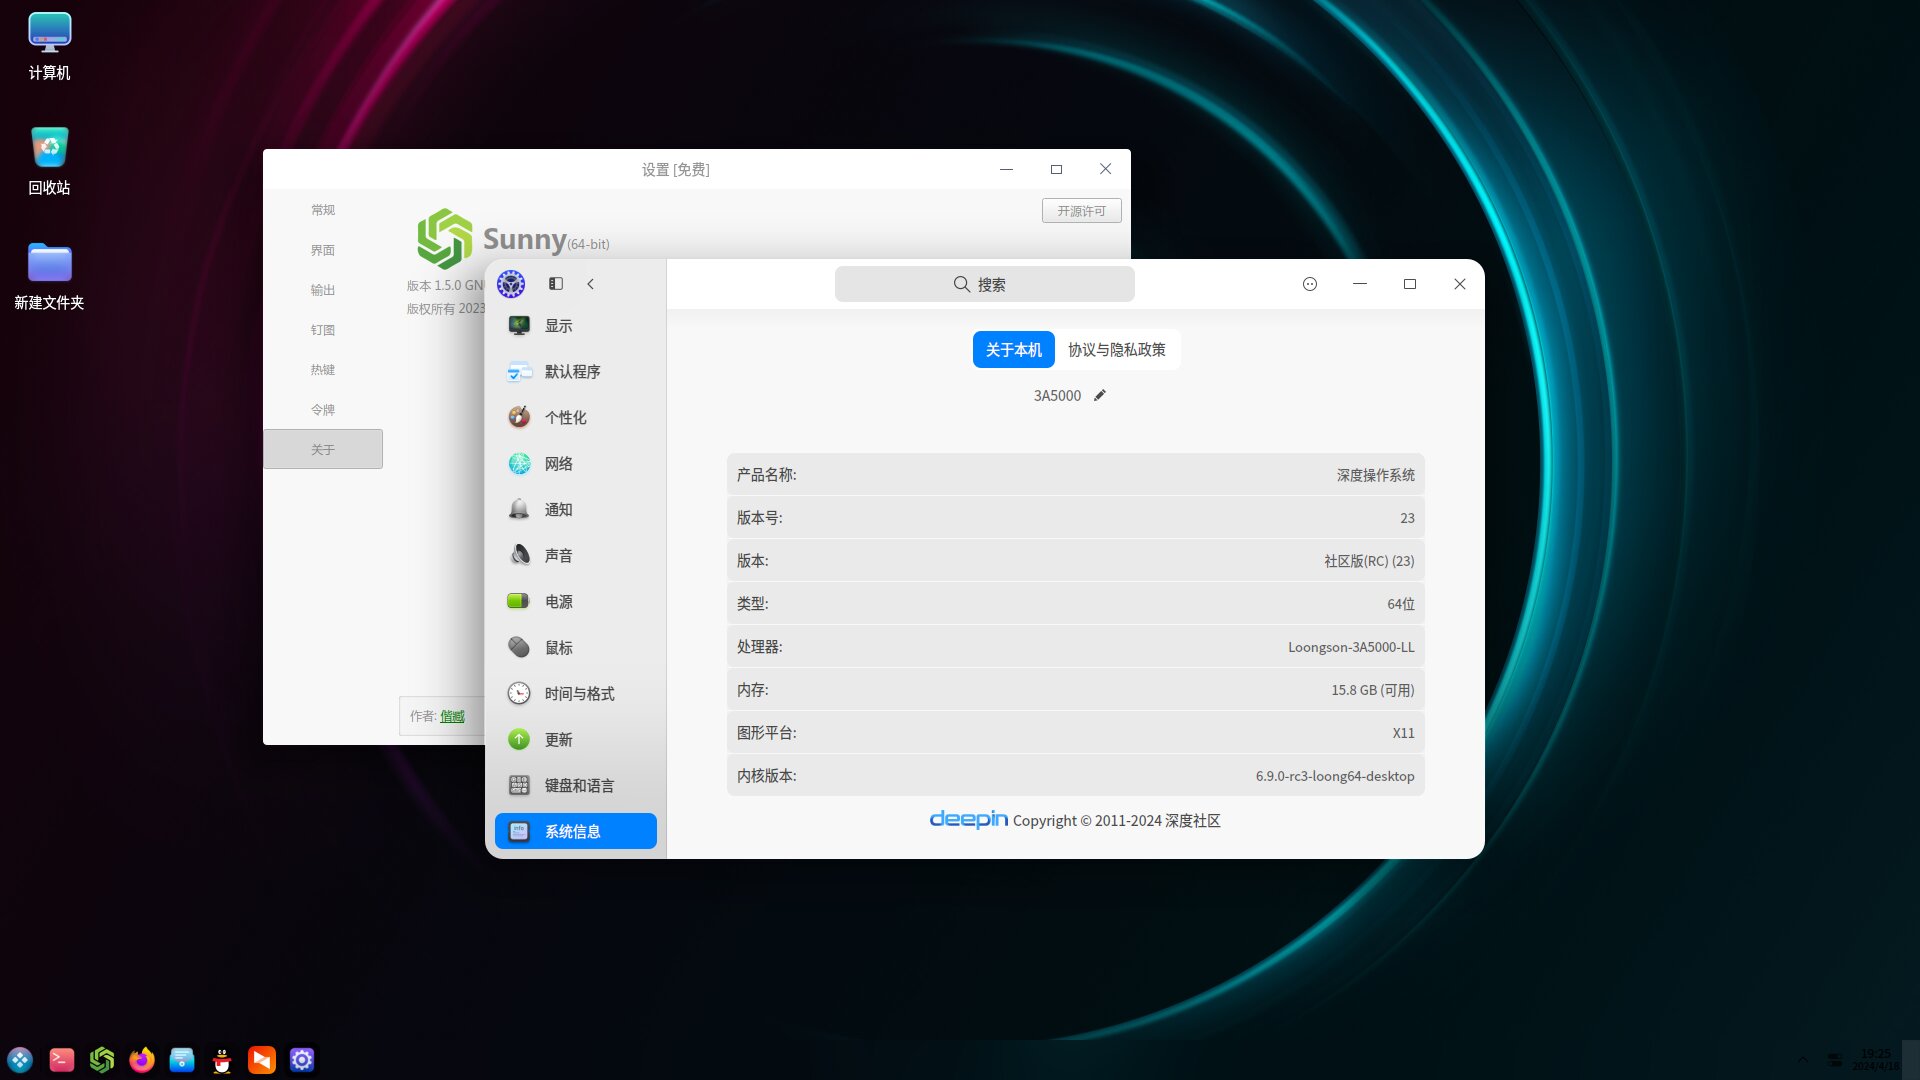 计算机
回收站
新建文件夹
设置 [免费]
开源许可
常规
界面
输出
钉图
热键
令牌
关于
Sunny(64-bit)
版本 1.5.0 GN
版权所有 2023
作者:
搜索
显示
默认程序
个性化
网络
通知
声音
电源
鼠标
时间与格式
更新
键盘和语言
系统信息
关于本机 协议与隐私政策
3A5000
产品名称: 深度操作系统
版本号: 23
版本: 社区版(RC) (23)
类型: 64位
处理器: Loongson-3A5000-LL
内存: 15.8 GB (可用)
图形平台: X11
内核版本: 6.9.0-rc3-loong64-desktop
deepin Copyright © 2011-2024 深度社区
19:25
2024/4/18